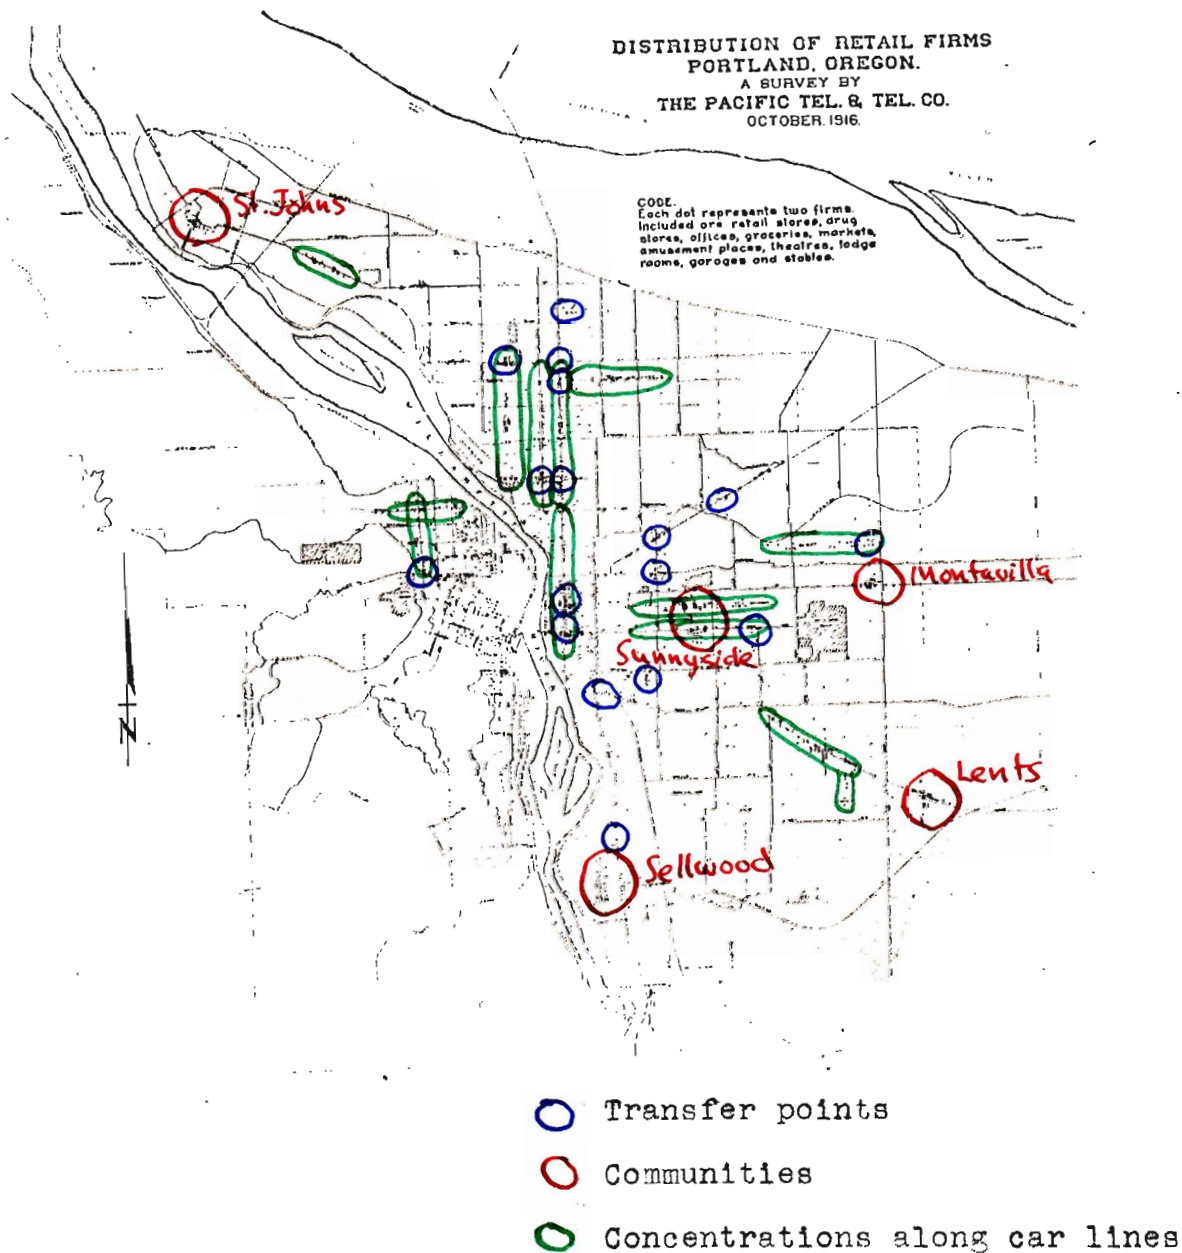 DISTRIBUTION OF RETAIL FIRMS
PORTLAND, OREGON.
A SURVEY BY
THE PACIFIC TEL. & TEL. CO.
OCTOBER. 1916.
CODE.
Each dot represents two firms.
Included are retail stores, drug
stores, offices, groceries, markets,
amusement places, theatres, lodge
rooms, garages and stables.
St. Johns
Montavilla
Sunnyside
Lents
Sellwood
N
Transfer points
Communities
Concentrations along car lines